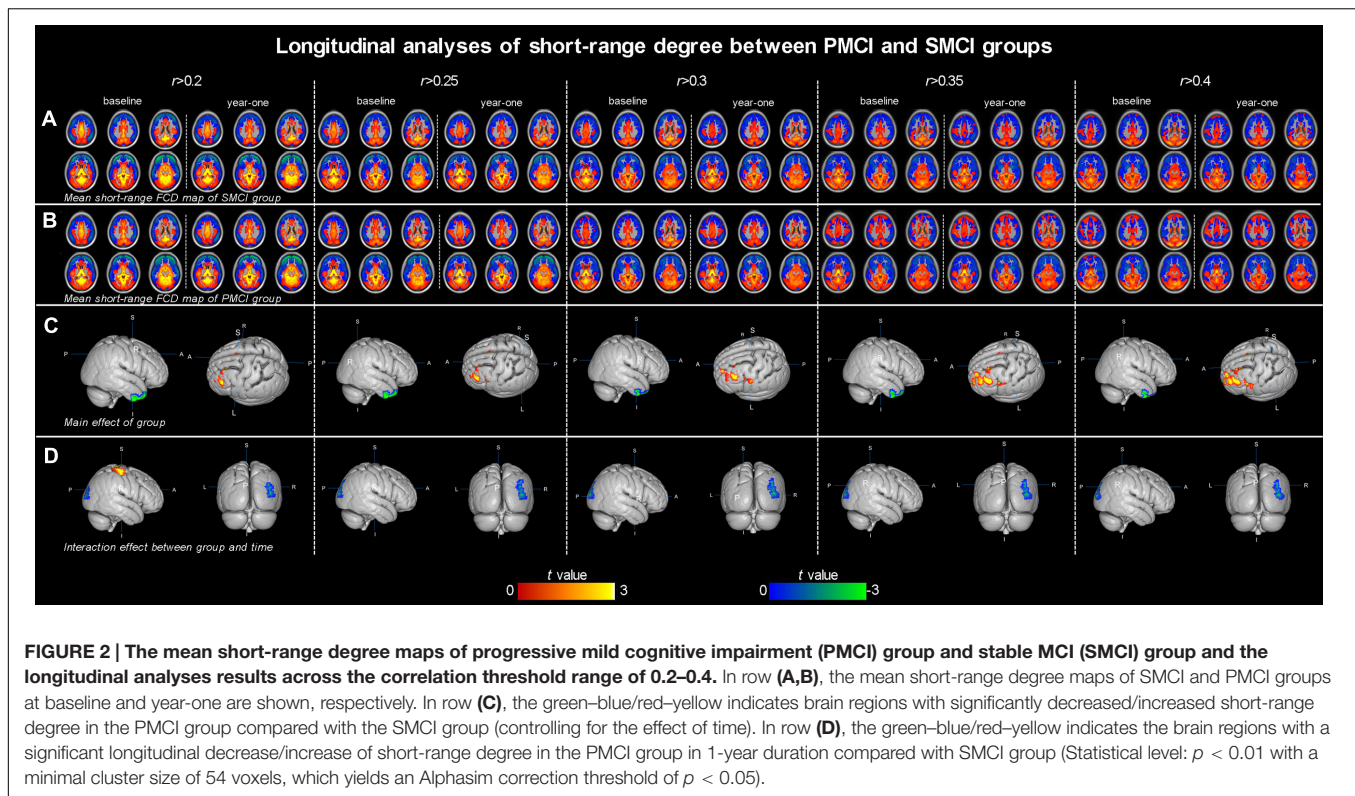 Longitudinal analyses of short-range degree between PMCI and SMCI groups
r>0.2 r>0.25 r>0.3 r>0.35 r>0.4
baseline year-one baseline year-one baseline year-one baseline year-one baseline year-one
A
Mean short-range FCD map of SMCI group
B
Mean short-range FCD map of PMCI group
C
S R S S R S S R S S R S S R S
P R A A P P R A A P P R A A P P R A A P P R A A P
I L I L I L I L I L
Main effect of group
D
S S S S S S S S S S
P R A L P R P R A L P R P R A L P R P R A L P R P R A L P R
I I I I I I I I I I
Interaction effect between group and time
t value t value
0 3 0 -3
FIGURE 2 | The mean short-range degree maps of progressive mild cognitive impairment (PMCI) group and stable MCI (SMCI) group and the
longitudinal analyses results across the correlation threshold range of 0.2–0.4. In row (A,B), the mean short-range degree maps of SMCI and PMCI groups
at baseline and year-one are shown, respectively. In row (C), the green–blue/red–yellow indicates brain regions with significantly decreased/increased short-range
degree in the PMCI group compared with the SMCI group (controlling for the effect of time). In row (D), the green–blue/red–yellow indicates the brain regions with a
significant longitudinal decrease/increase of short-range degree in the PMCI group in 1-year duration compared with SMCI group (Statistical level: p < 0.01 with a
minimal cluster size of 54 voxels, which yields an Alphasim correction threshold of p < 0.05).